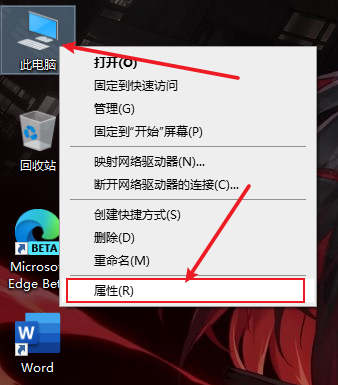 此电脑
打开(O)
固定到快速访问
管理(G)
固定到"开始"屏幕(P)
回收站
映射网络驱动器(N)...
断开网络驱动器的连接(C)...
创建快捷方式(S)
删除(D)
重命名(M)
BETA
Microsof
Edge Bet
属性(R)
W
Word